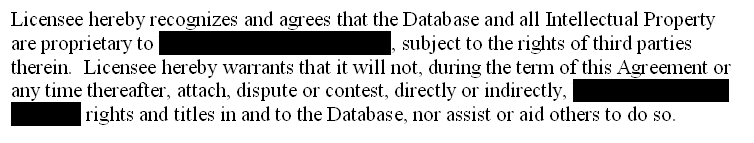 Licensee hereby recognizes and agrees that the Database and all Intellectual Property
are proprietary to , subject to the rights of third parties
therein. Licensee hereby warrants that it will not, during the term of this Agreement or
any time thereafter, attach, dispute or contest, directly or indirectly,
rights and titles in and to the Database, nor assist or aid others to do so.